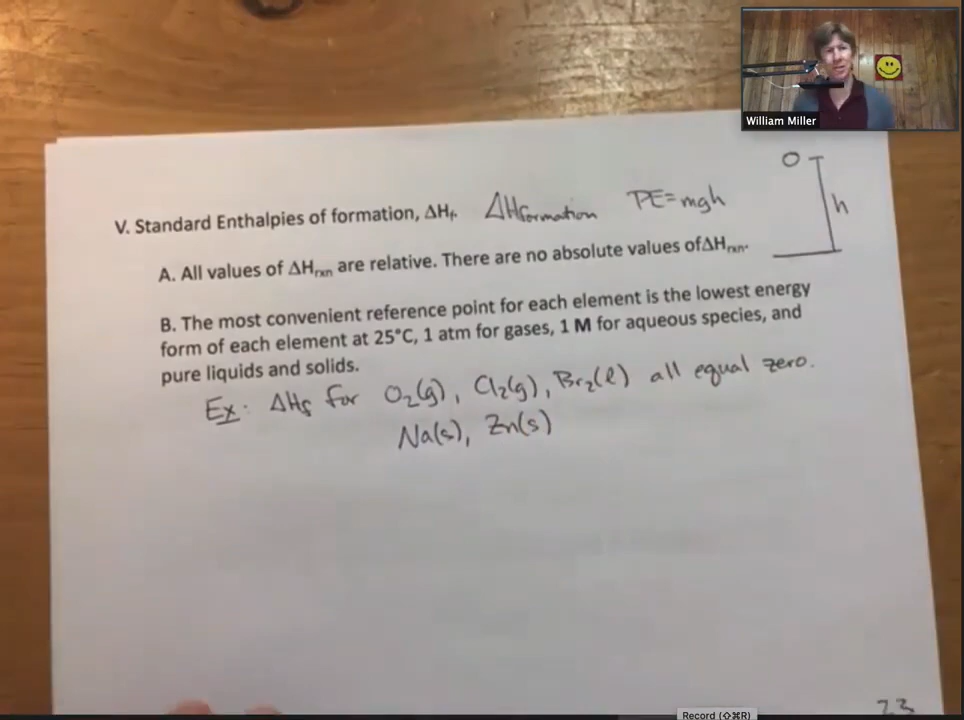 William Miller
V. Standard Enthalpies of formation, ΔHf. ΔHformation PE=mgh
O
h
A. All values of ΔHrxn are relative. There are no absolute values ofΔHrxn.
B. The most convenient reference point for each element is the lowest energy
form of each element at 25°C, 1 atm for gases, 1 M for aqueous species, and
pure liquids and solids.
Ex: ΔHf for O2(g), Cl2(g), Br2(l) all equal zero.
Na(s), Zn(s)
23
Record (⇧⌘R)